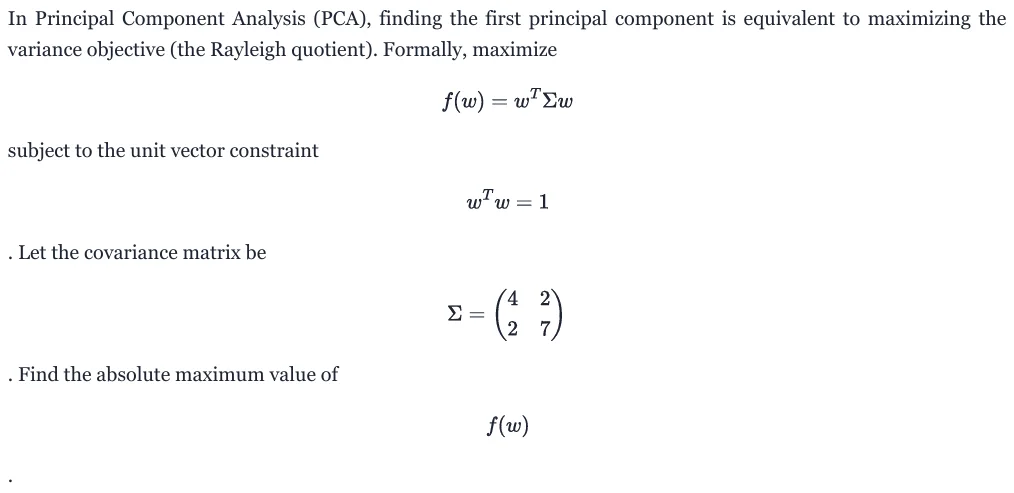 In Principal Component Analysis (PCA), finding the first principal component is equivalent to maximizing the
variance objective (the Rayleigh quotient). Formally, maximize
f(w) = wᵀΣw
subject to the unit vector constraint
wᵀw = 1
. Let the covariance matrix be
Σ = (4 2
2 7)
. Find the absolute maximum value of
f(w)
.